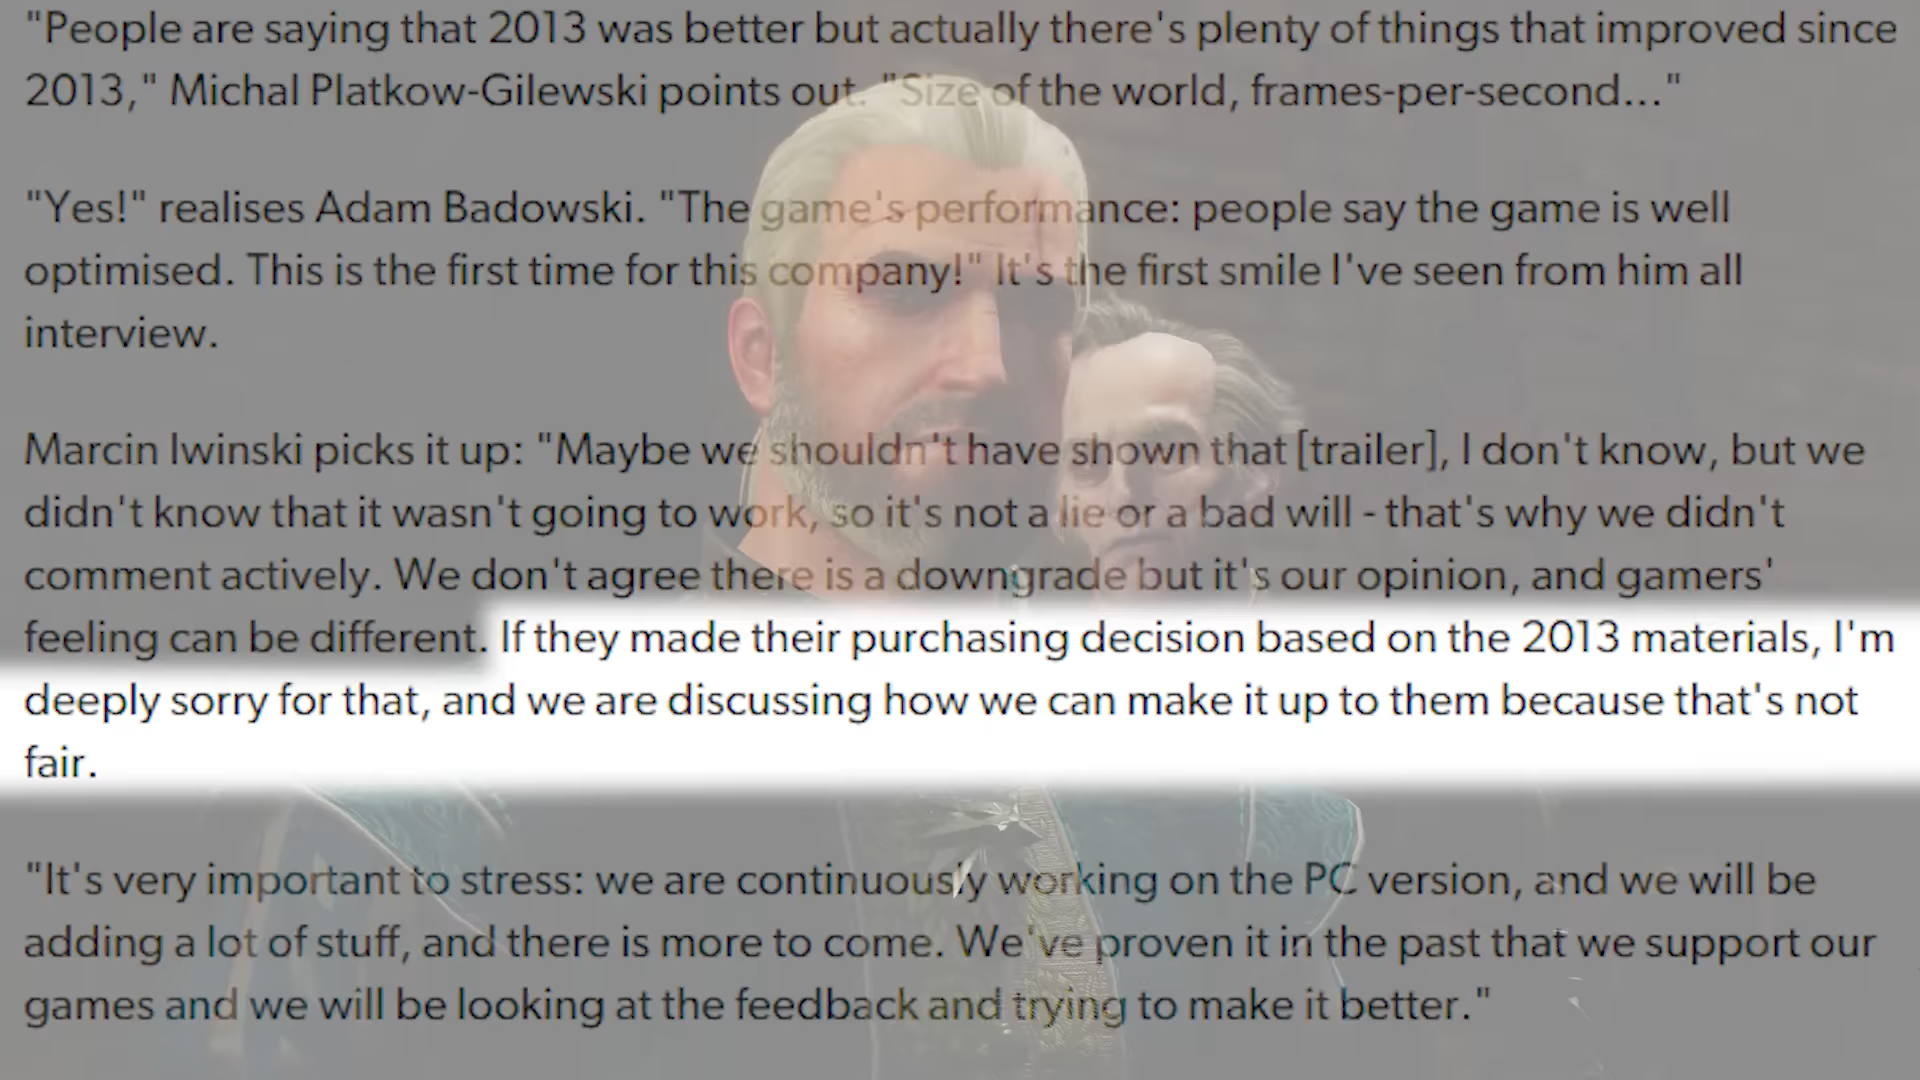 "People are saying that 2013 was better but actually there's plenty of things that improved since
2013," Michal Platkow-Gilewski points out. "Size of the world, frames-per-second..."
"Yes!" realises Adam Badowski. "The game's performance: people say the game is well
optimised. This is the first time for this company!" It's the first smile I've seen from him all
interview.
Marcin Iwinski picks it up: "Maybe we shouldn't have shown that [trailer], I don't know, but we
didn't know that it wasn't going to work, so it's not a lie or a bad will - that's why we didn't
comment actively. We don't agree there is a downgrade but it's our opinion, and gamers'
feeling can be different. If they made their purchasing decision based on the 2013 materials, I'm
deeply sorry for that, and we are discussing how we can make it up to them because that's not
fair.
"It's very important to stress: we are continuously working on the PC version, and we will be
adding a lot of stuff, and there is more to come. We've proven it in the past that we support our
games and we will be looking at the feedback and trying to make it better."